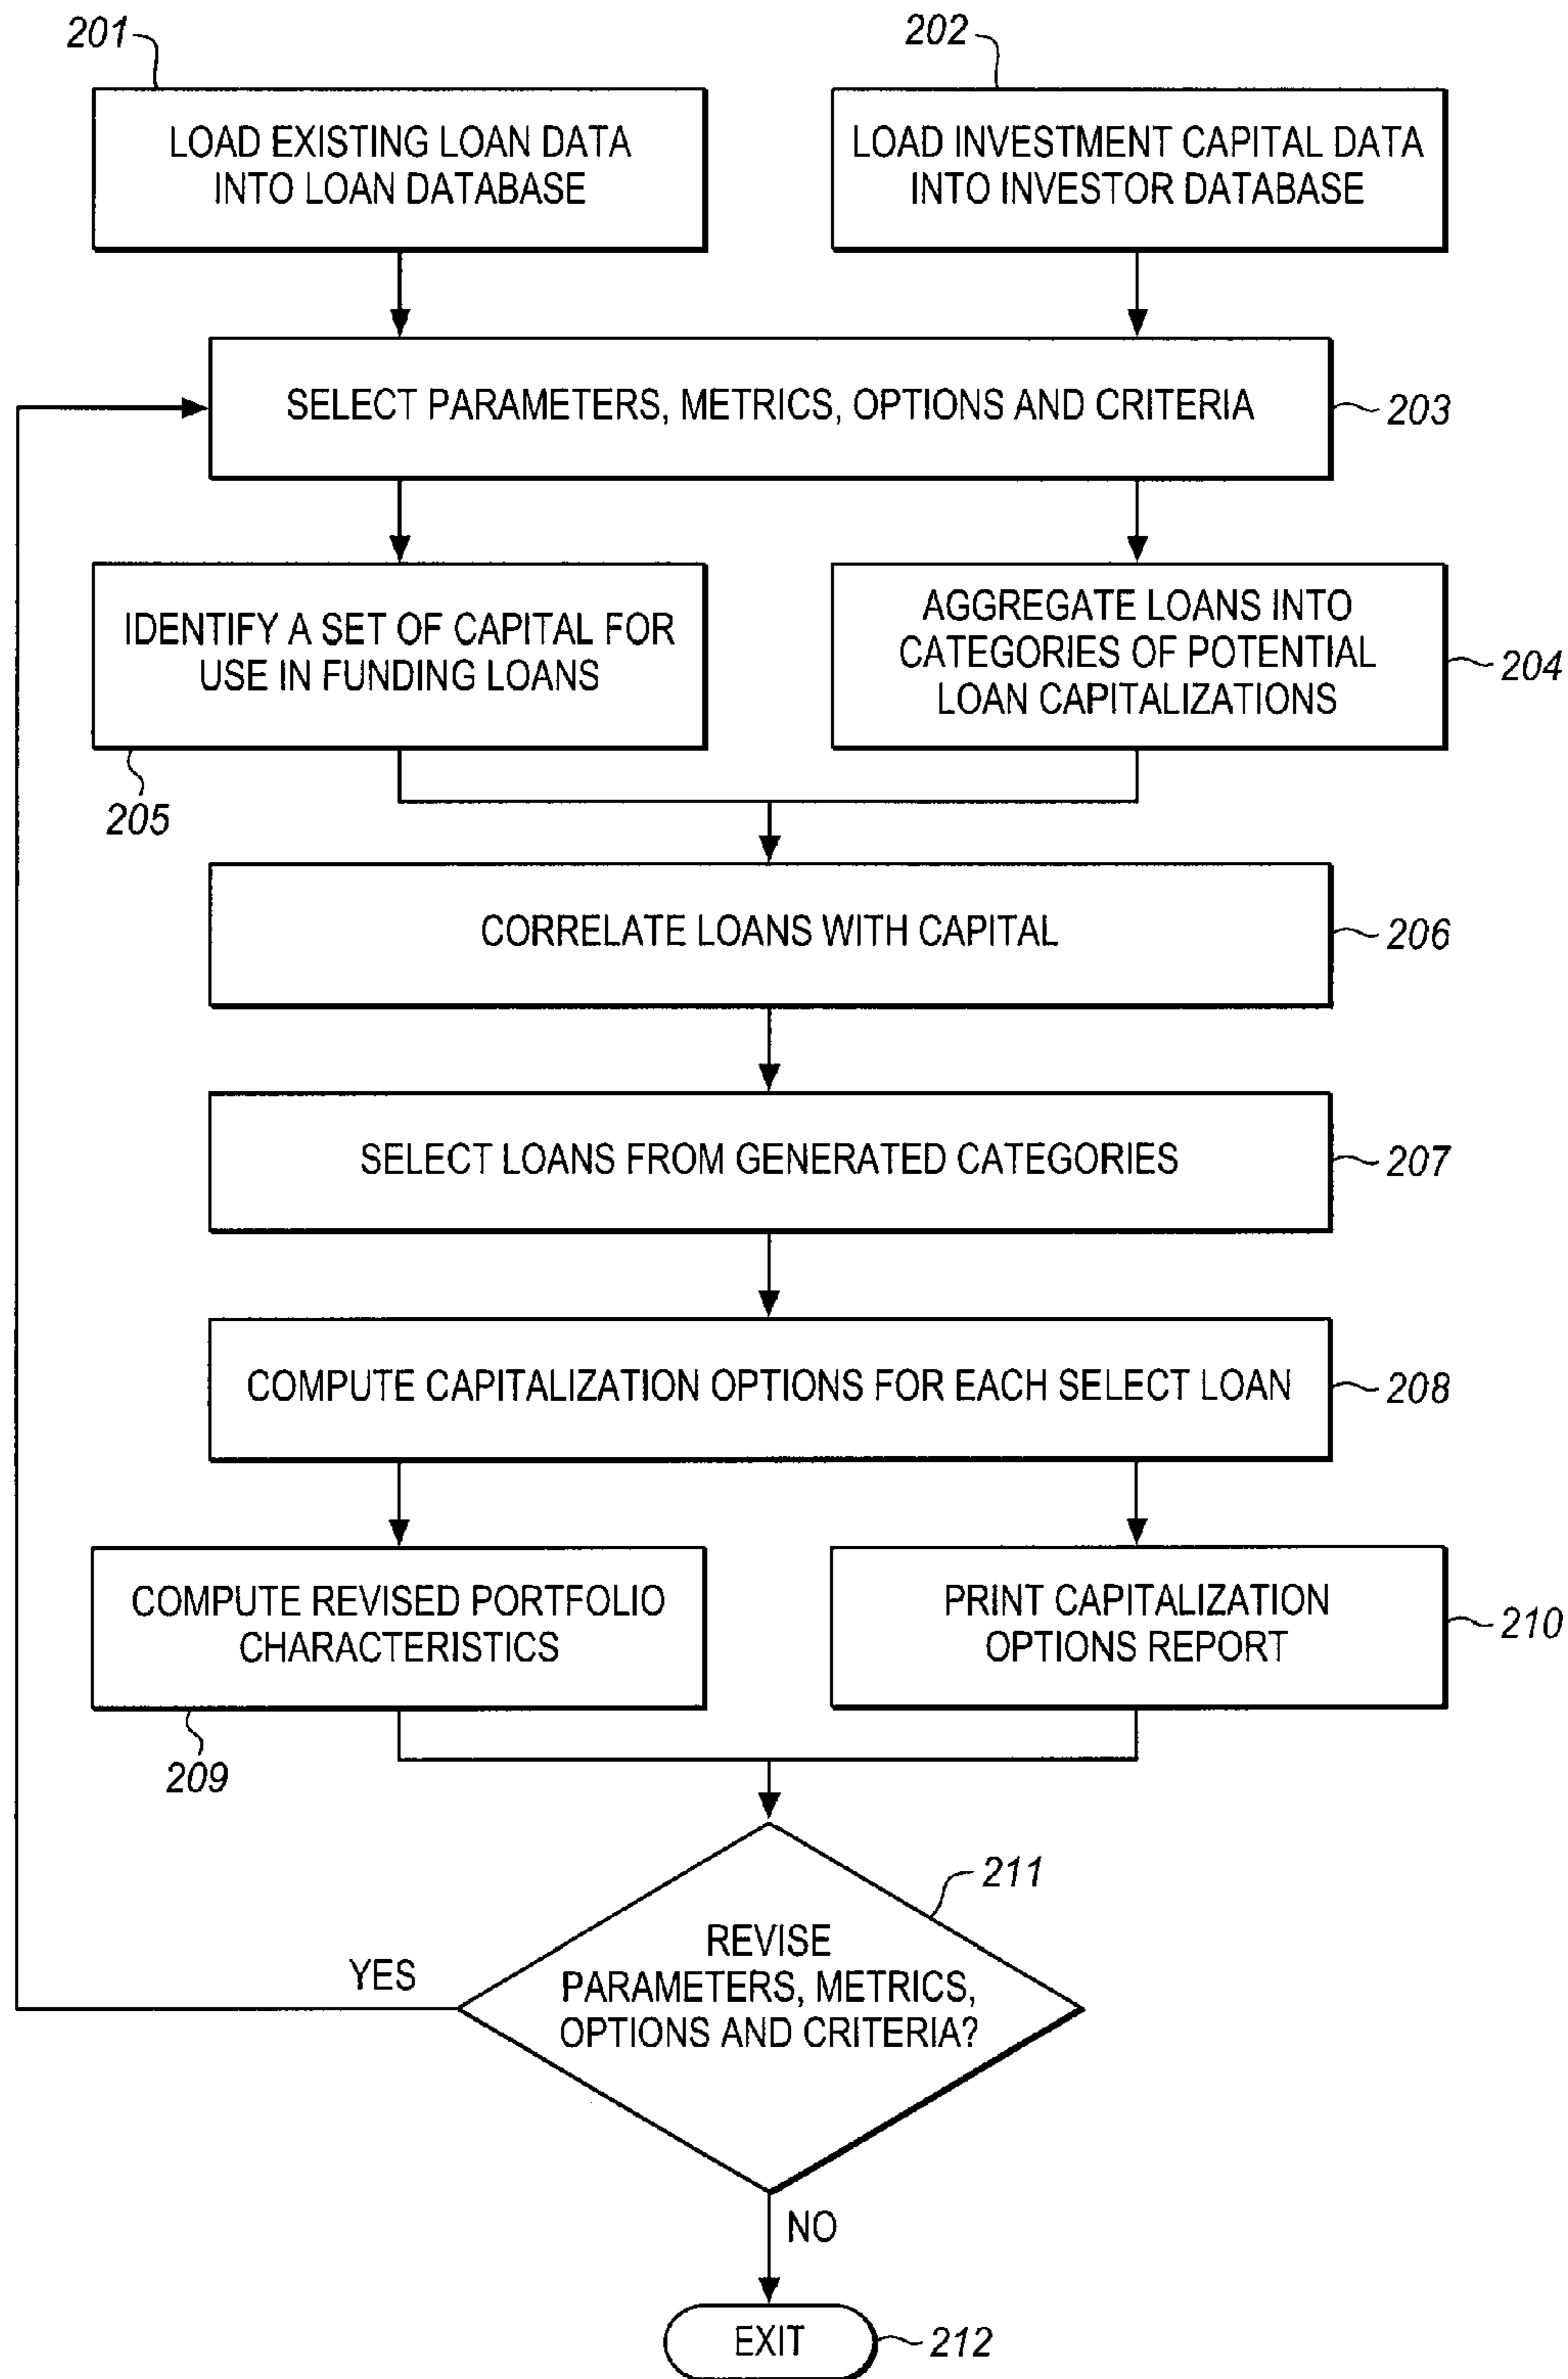 201
202
LOAD EXISTING LOAN DATA
INTO LOAN DATABASE
LOAD INVESTMENT CAPITAL DATA
INTO INVESTOR DATABASE
SELECT PARAMETERS, METRICS, OPTIONS AND CRITERIA
203
IDENTIFY A SET OF CAPITAL FOR
USE IN FUNDING LOANS
205
AGGREGATE LOANS INTO
CATEGORIES OF POTENTIAL
LOAN CAPITALIZATIONS
204
CORRELATE LOANS WITH CAPITAL
206
SELECT LOANS FROM GENERATED CATEGORIES
207
COMPUTE CAPITALIZATION OPTIONS FOR EACH SELECT LOAN
208
COMPUTE REVISED PORTFOLIO
CHARACTERISTICS
209
PRINT CAPITALIZATION
OPTIONS REPORT
210
211
REVISE
PARAMETERS, METRICS,
OPTIONS AND CRITERIA?
YES
NO
EXIT
212